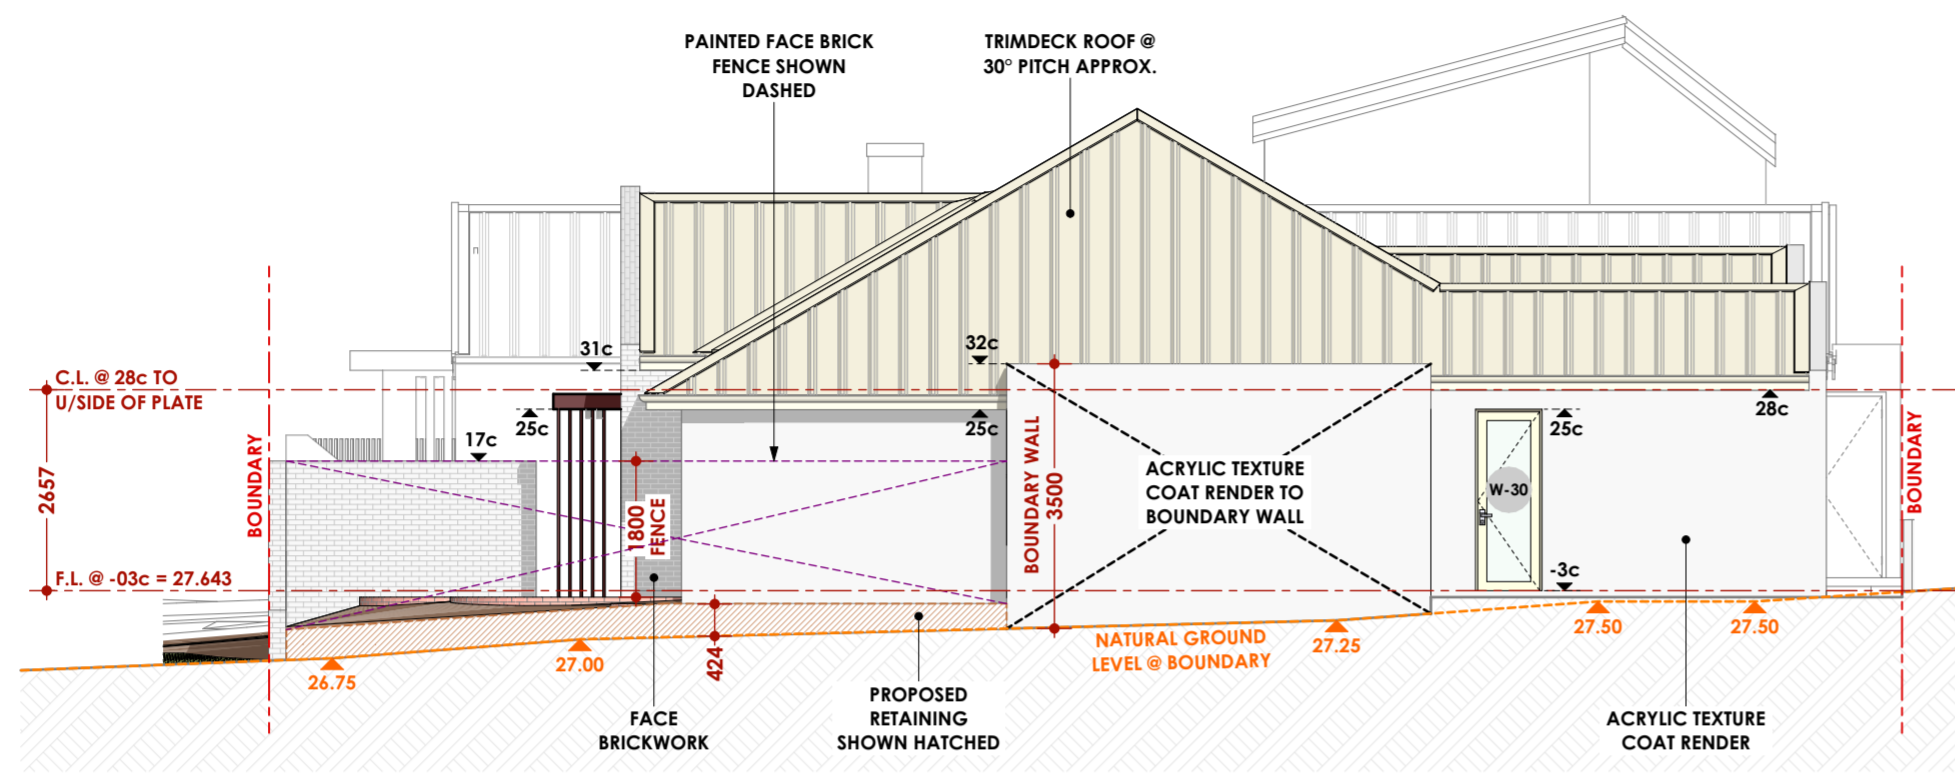 PAINTED FACE BRICK
FENCE SHOWN
DASHED
TRIMDECK ROOF @
30° PITCH APPROX.
31c
32c
C.L. @ 28c TO
U/SIDE OF PLATE
25c
17c
25c
28c
25c
BOUNDARY
2657
1800
FENCE
BOUNDARY WALL
3500
ACRYLIC TEXTURE
COAT RENDER TO
BOUNDARY WALL
W-30
BOUNDARY
F.L. @ -03c = 27.643
-3c
26.75
27.00
424
NATURAL GROUND
LEVEL @ BOUNDARY
27.25
27.50
27.50
FACE
BRICKWORK
PROPOSED
RETAINING
SHOWN HATCHED
ACRYLIC TEXTURE
COAT RENDER